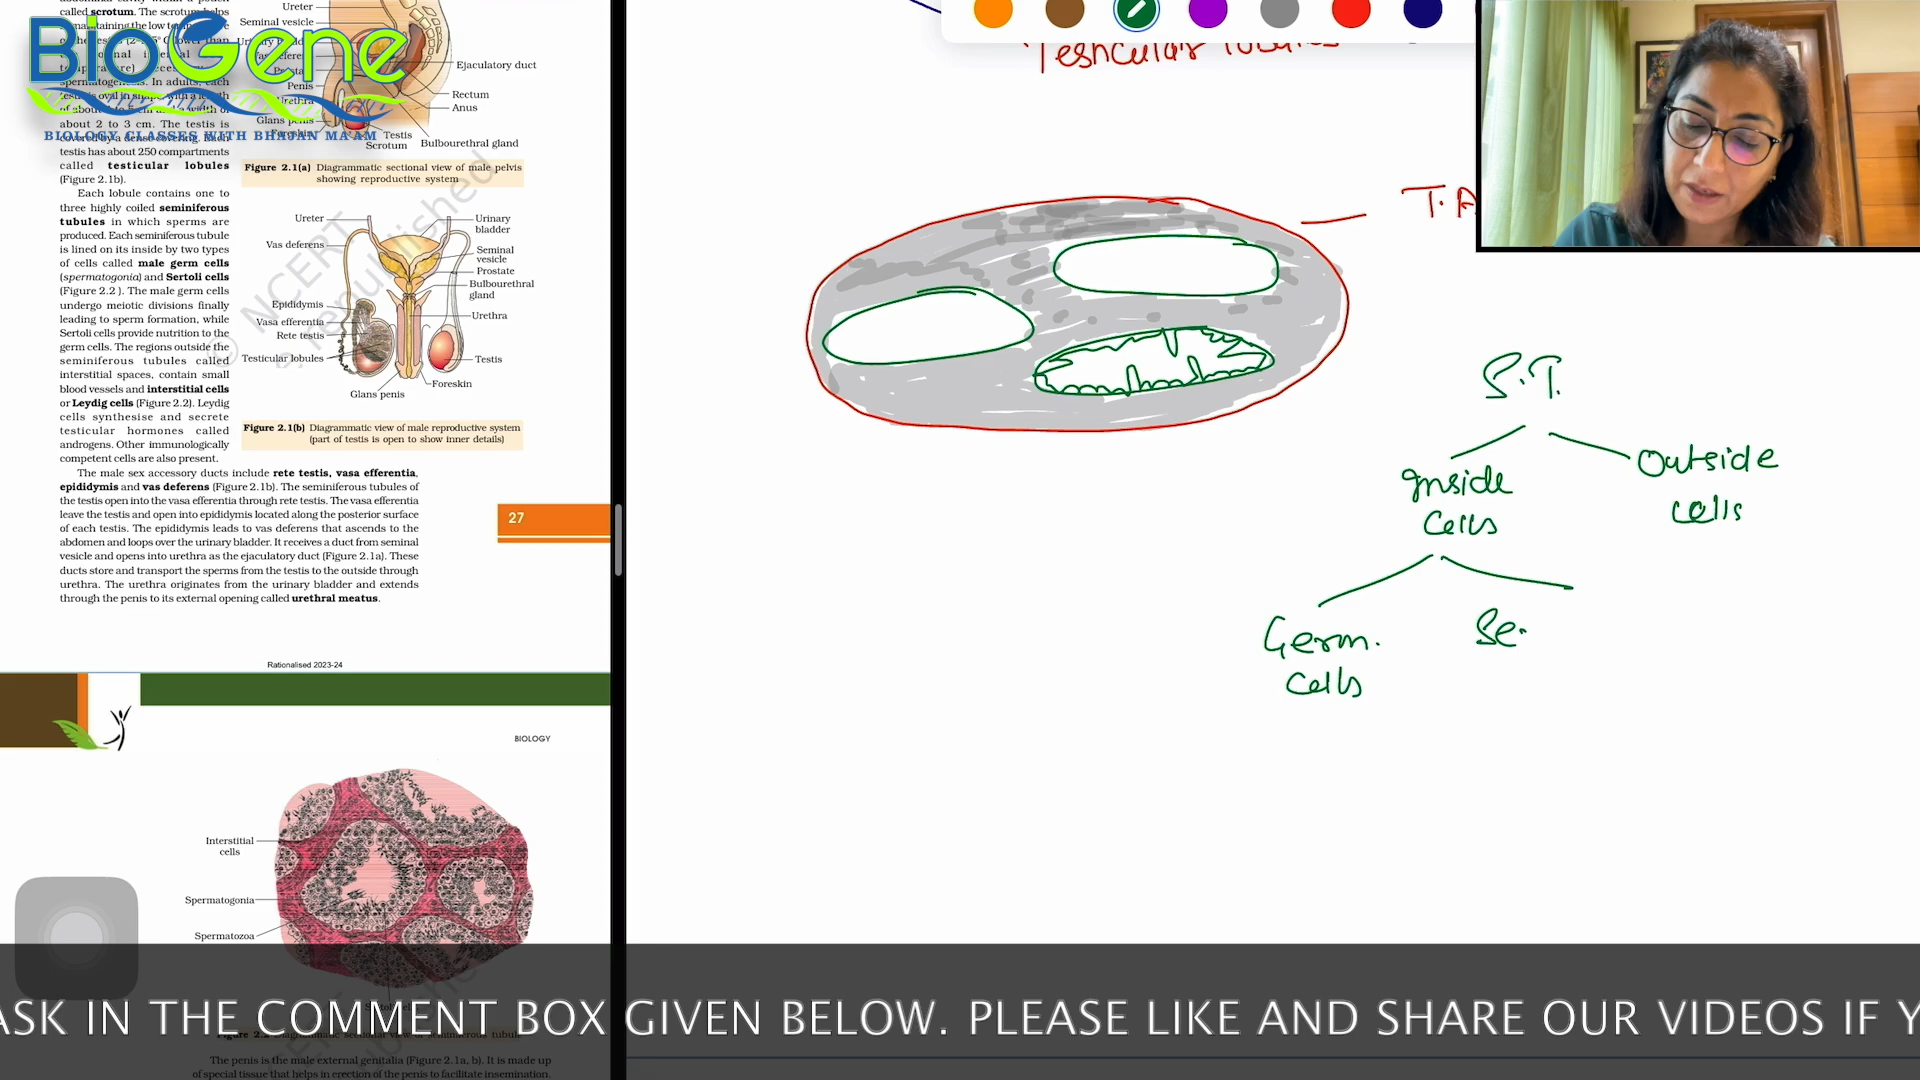 called scrotum. The scrotum helps
testis is oval in shape, with a length
about 2 to 3 cm. The testis is
testis has about 250 compartments
called testicular lobules
(Figure 2.1b).
Each lobule contains one to
three highly coiled seminiferous
tubules in which sperms are
produced. Each seminiferous tubule
is lined on its inside by two types
of cells called male germ cells
(spermatogonia) and Sertoli cells
(Figure 2.2 ). The male germ cells
undergo meiotic divisions finally
leading to sperm formation, while
Sertoli cells provide nutrition to the
germ cells. The regions outside the
seminiferous tubules called
interstitial spaces, contain small
blood vessels and interstitial cells
or Leydig cells (Figure 2.2). Leydig
cells synthesise and secrete
testicular hormones called
androgens. Other immunologically
competent cells are also present.
The male sex accessory ducts include rete testis, vasa efferentia,
epididymis and vas deferens (Figure 2.1b). The seminiferous tubules of
the testis open into the vasa efferentia through rete testis. The vasa efferentia
leave the testis and open into epididymis located along the posterior surface
of each testis. The epididymis leads to vas deferens that ascends to the
abdomen and loops over the urinary bladder. It receives a duct from seminal
vesicle and opens into urethra as the ejaculatory duct (Figure 2.1a). These
ducts store and transport the sperms from the testis to the outside through
urethra. The urethra originates from the urinary bladder and extends
through the penis to its external opening called urethral meatus.
BioGene
BIOLOGY CLASSES WITH BHAJAN MA'AM
Ureter
Seminal vesicle
Penis
Urethra
Glans penis
Foreskin
Ejaculatory duct
Rectum
Anus
Testis
Scrotum
Bulbourethral gland
Figure 2.1(a) Diagrammatic sectional view of male pelvis
showing reproductive system
Ureter
Vas deferens
Epididymis
Vasa efferentia
Rete testis
Testicular lobules
Glans penis
Urinary
bladder
Seminal
vesicle
Prostate
Bulbourethral
gland
Urethra
Testis
Foreskin
Figure 2.1(b) Diagrammatic view of male reproductive system
(part of testis is open to show inner details)
27
Rationalised 2023-24
BIOLOGY
Interstitial
cells
Spermatogonia
Spermatozoa
The penis is the male external genitalia (Figure 2.1a, b). It is made up
of special tissue that helps in erection of the penis to facilitate insemination.
© NCERT
Testicular lobules
T.A
S.T.
Inside
Cells
Outside
cells
Germ.
Cells
Se
ASK IN THE COMMENT BOX GIVEN BELOW. PLEASE LIKE AND SHARE OUR VIDEOS IF Y